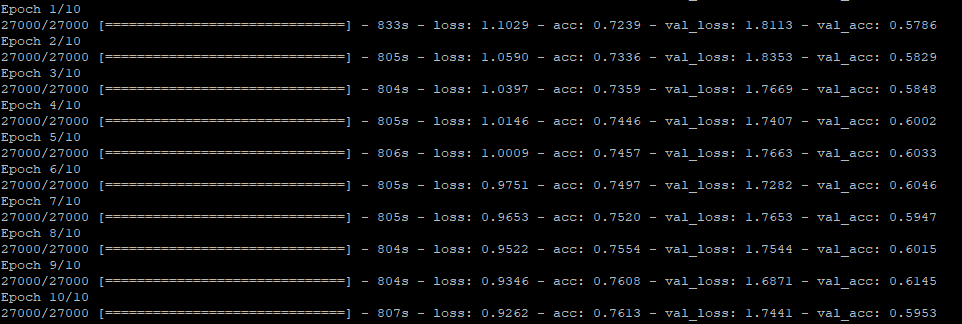 Epoch 1/10
27000/27000 [==============================] - 833s - loss: 1.1029 - acc: 0.7239 - val_loss: 1.8113 - val_acc: 0.5786
Epoch 2/10
27000/27000 [==============================] - 805s - loss: 1.0590 - acc: 0.7336 - val_loss: 1.8353 - val_acc: 0.5829
Epoch 3/10
27000/27000 [==============================] - 804s - loss: 1.0397 - acc: 0.7359 - val_loss: 1.7669 - val_acc: 0.5848
Epoch 4/10
27000/27000 [==============================] - 805s - loss: 1.0146 - acc: 0.7446 - val_loss: 1.7407 - val_acc: 0.6002
Epoch 5/10
27000/27000 [==============================] - 806s - loss: 1.0009 - acc: 0.7457 - val_loss: 1.7663 - val_acc: 0.6033
Epoch 6/10
27000/27000 [==============================] - 805s - loss: 0.9751 - acc: 0.7497 - val_loss: 1.7282 - val_acc: 0.6046
Epoch 7/10
27000/27000 [==============================] - 805s - loss: 0.9653 - acc: 0.7520 - val_loss: 1.7653 - val_acc: 0.5947
Epoch 8/10
27000/27000 [==============================] - 804s - loss: 0.9522 - acc: 0.7554 - val_loss: 1.7544 - val_acc: 0.6015
Epoch 9/10
27000/27000 [==============================] - 804s - loss: 0.9346 - acc: 0.7608 - val_loss: 1.6871 - val_acc: 0.6145
Epoch 10/10
27000/27000 [==============================] - 807s - loss: 0.9262 - acc: 0.7613 - val_loss: 1.7441 - val_acc: 0.5953